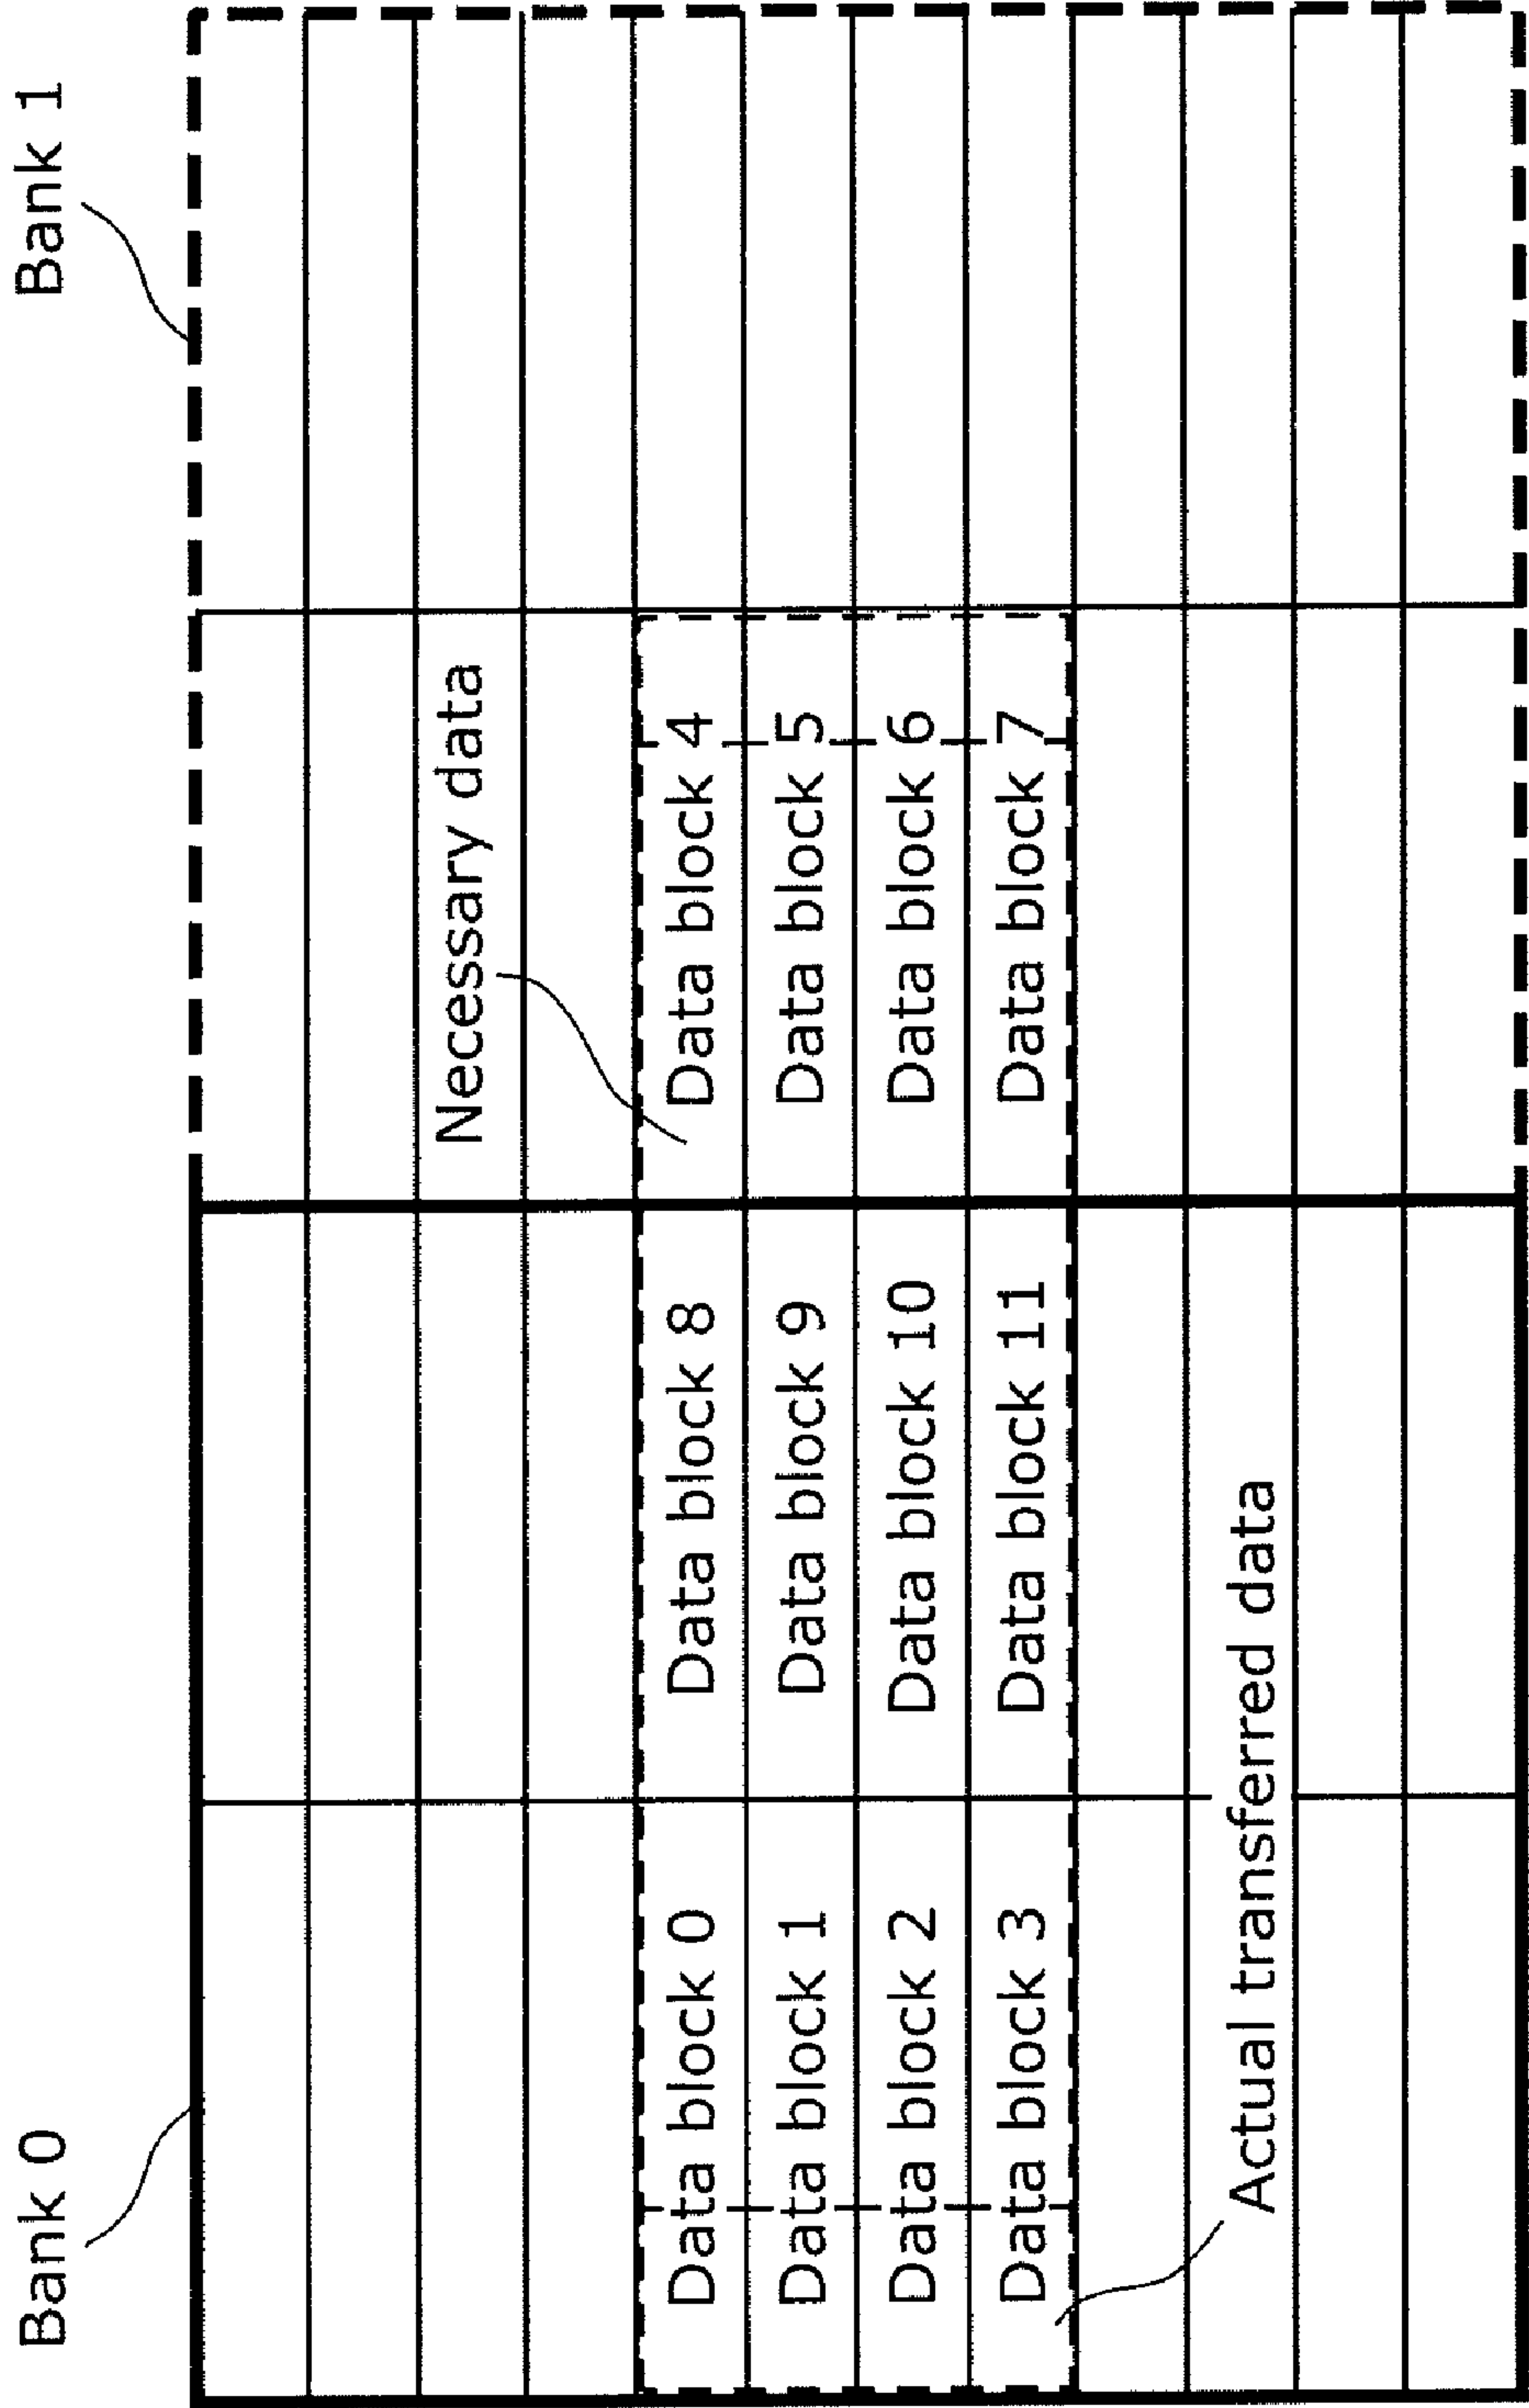 Bank 0
Bank 1
Necessary data
Data block 0
Data block 8
Data block 4
Data block 1
Data block 9
Data block 5
Data block 2
Data block 10
Data block 6
Data block 3
Data block 11
Data block 7
Actual transferred data